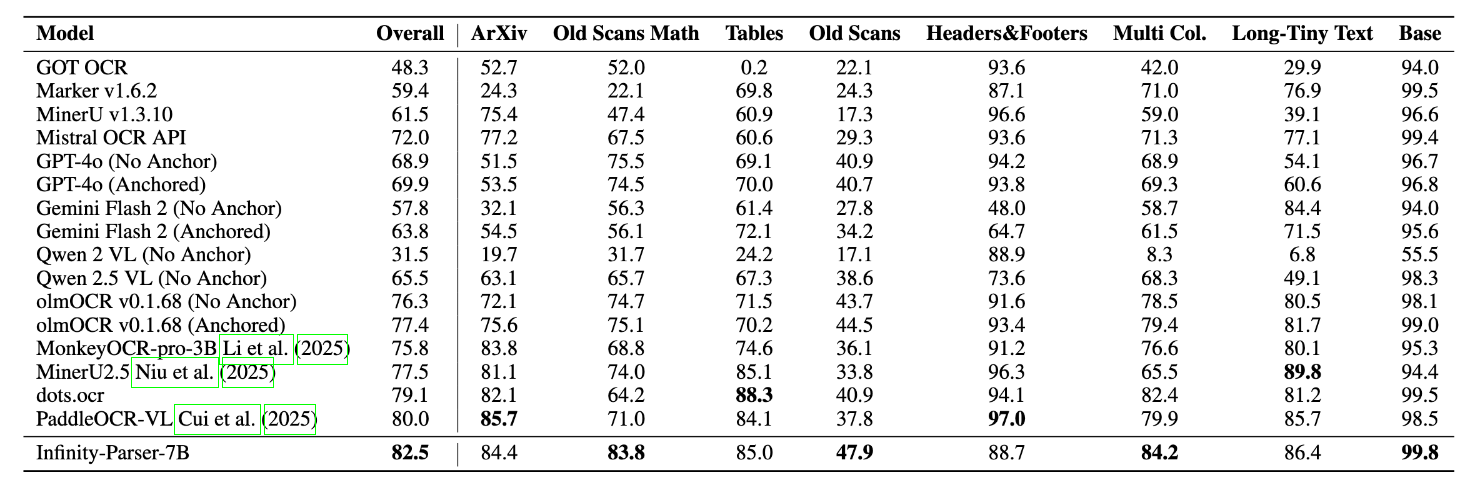 Model Overall ArXiv Old Scans Math Tables Old Scans Headers&Footers Multi Col. Long-Tiny Text Base
GOT OCR 48.3 52.7 52.0 0.2 22.1 93.6 42.0 29.9 94.0
Marker v1.6.2 59.4 24.3 22.1 69.8 24.3 87.1 71.0 76.9 99.5
MinerU v1.3.10 61.5 75.4 47.4 60.9 17.3 96.6 59.0 39.1 96.6
Mistral OCR API 72.0 77.2 67.5 60.6 29.3 93.6 71.3 77.1 99.4
GPT-4o (No Anchor) 68.9 51.5 75.5 69.1 40.9 94.2 68.9 54.1 96.7
GPT-4o (Anchored) 69.9 53.5 74.5 70.0 40.7 93.8 69.3 60.6 96.8
Gemini Flash 2 (No Anchor) 57.8 32.1 56.3 61.4 27.8 48.0 58.7 84.4 94.0
Gemini Flash 2 (Anchored) 63.8 54.5 56.1 72.1 34.2 64.7 61.5 71.5 95.6
Qwen 2 VL (No Anchor) 31.5 19.7 31.7 24.2 17.1 88.9 8.3 6.8 55.5
Qwen 2.5 VL (No Anchor) 65.5 63.1 65.7 67.3 38.6 73.6 68.3 49.1 98.3
olmOCR v0.1.68 (No Anchor) 76.3 72.1 74.7 71.5 43.7 91.6 78.5 80.5 98.1
olmOCR v0.1.68 (Anchored) 77.4 75.6 75.1 70.2 44.5 93.4 79.4 81.7 99.0
MonkeyOCR-pro-3B Li et al. (2025) 75.8 83.8 68.8 74.6 36.1 91.2 76.6 80.1 95.3
MinerU2.5 Niu et al. (2025) 77.5 81.1 74.0 85.1 33.8 96.3 65.5 89.8 94.4
dots.ocr 79.1 82.1 64.2 88.3 40.9 94.1 82.4 81.2 99.5
PaddleOCR-VL Cui et al. (2025) 80.0 85.7 71.0 84.1 37.8 97.0 79.9 85.7 98.5
Infinity-Parser-7B 82.5 84.4 83.8 85.0 47.9 88.7 84.2 86.4 99.8